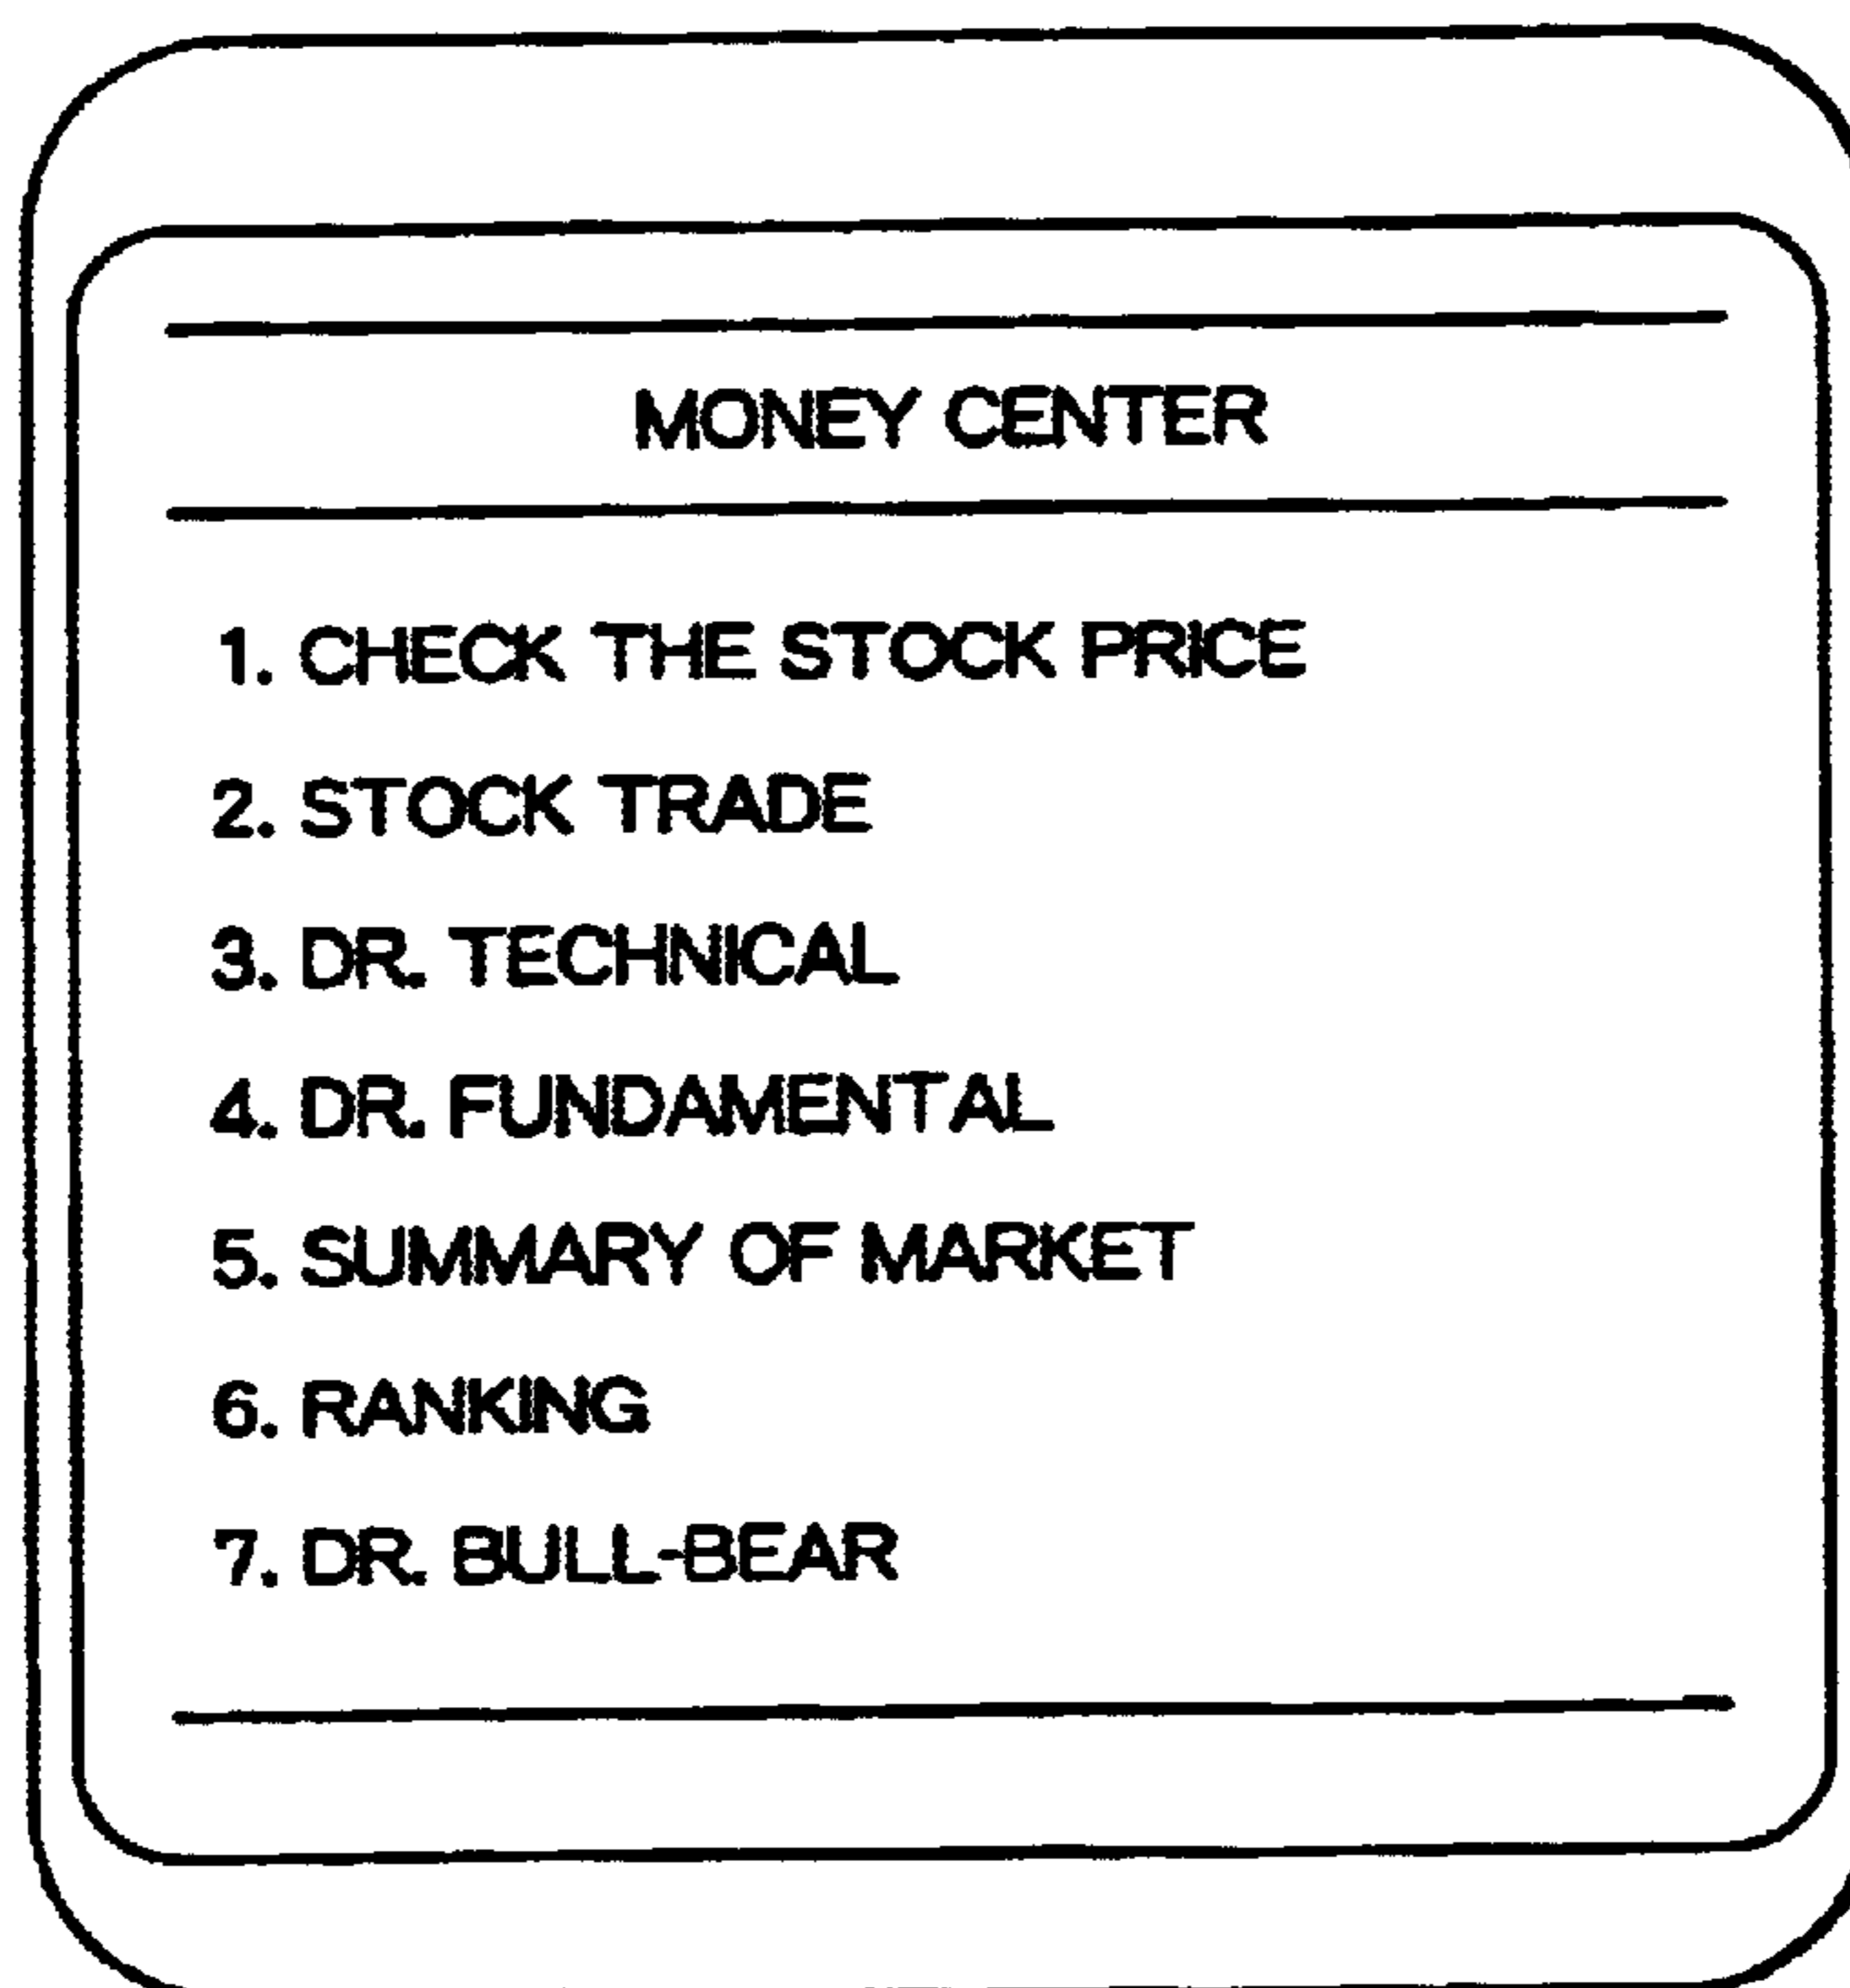 MONEY CENTER
1. CHECK THE STOCK PRICE
2. STOCK TRADE
3. DR. TECHNICAL
4. DR. FUNDAMENTAL
5. SUMMARY OF MARKET
6. RANKING
7. DR. BULL-BEAR